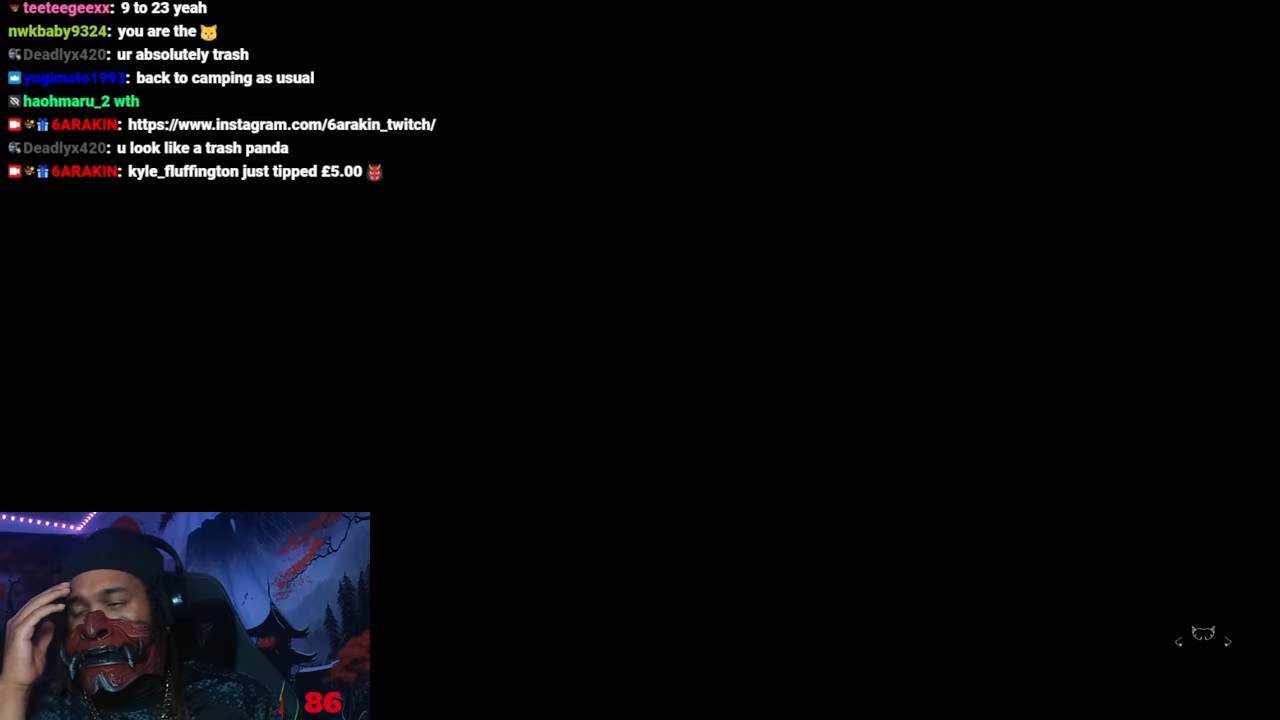 teeteegeexx: 9 to 23 yeah
nwkbaby9324: you are the
Deadlyx420: ur absolutely trash
yugimoto1993: back to camping as usual
haohmaru_2 wth
6ARAKIN: https://www.instagram.com/6arakin_twitch/
Deadlyx420: u look like a trash panda
6ARAKIN: kyle_fluffington just tipped £5.00
86